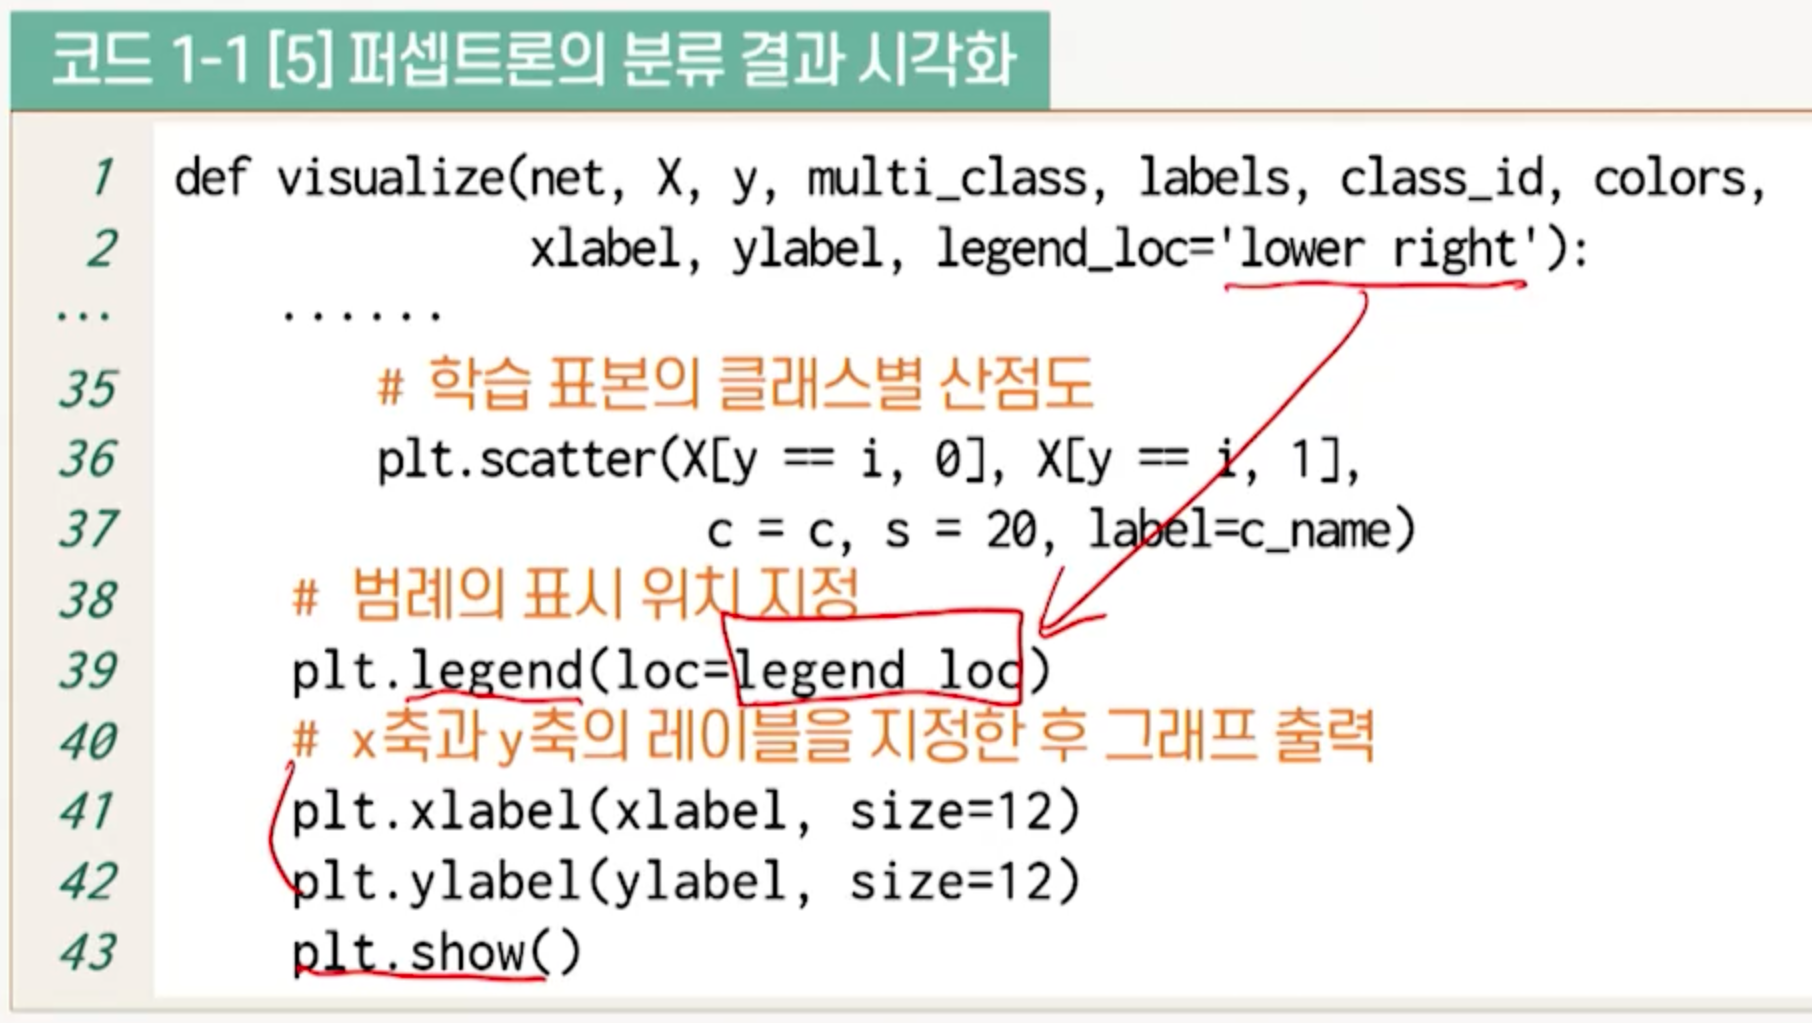 코드 1-1 [5] 퍼셉트론의 분류 결과 시각화
1 def visualize(net, X, y, multi_class, labels, class_id, colors,
2 xlabel, ylabel, legend_loc='lower right'):
... ......
35 # 학습 표본의 클래스별 산점도
36 plt.scatter(X[y == i, 0], X[y == i, 1],
37 c = c, s = 20, label=c_name)
38 # 범례의 표시 위치 지정
39 plt.legend(loc=legend_loc)
40 # x축과 y축의 레이블을 지정한 후 그래프 출력
41 plt.xlabel(xlabel, size=12)
42 plt.ylabel(ylabel, size=12)
43 plt.show()